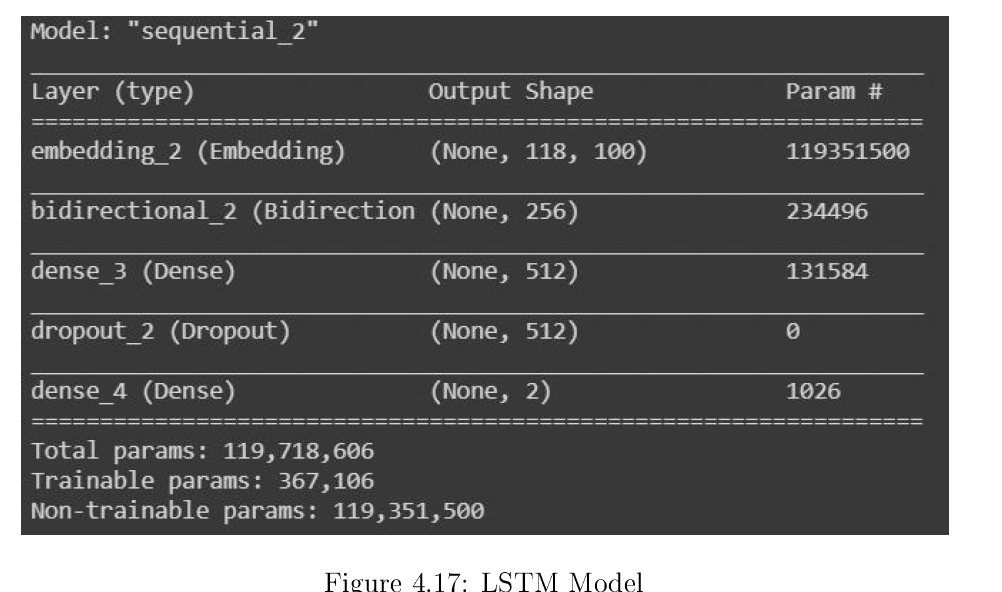 Model: "sequential_2"
Layer (type) Output Shape Param #
=================================================================
embedding_2 (Embedding) (None, 118, 100) 119351500
bidirectional_2 (Bidirection (None, 256) 234496
dense_3 (Dense) (None, 512) 131584
dropout_2 (Dropout) (None, 512) 0
dense_4 (Dense) (None, 2) 1026
=================================================================
Total params: 119,718,606
Trainable params: 367,106
Non-trainable params: 119,351,500
Figure 4.17: LSTM Model